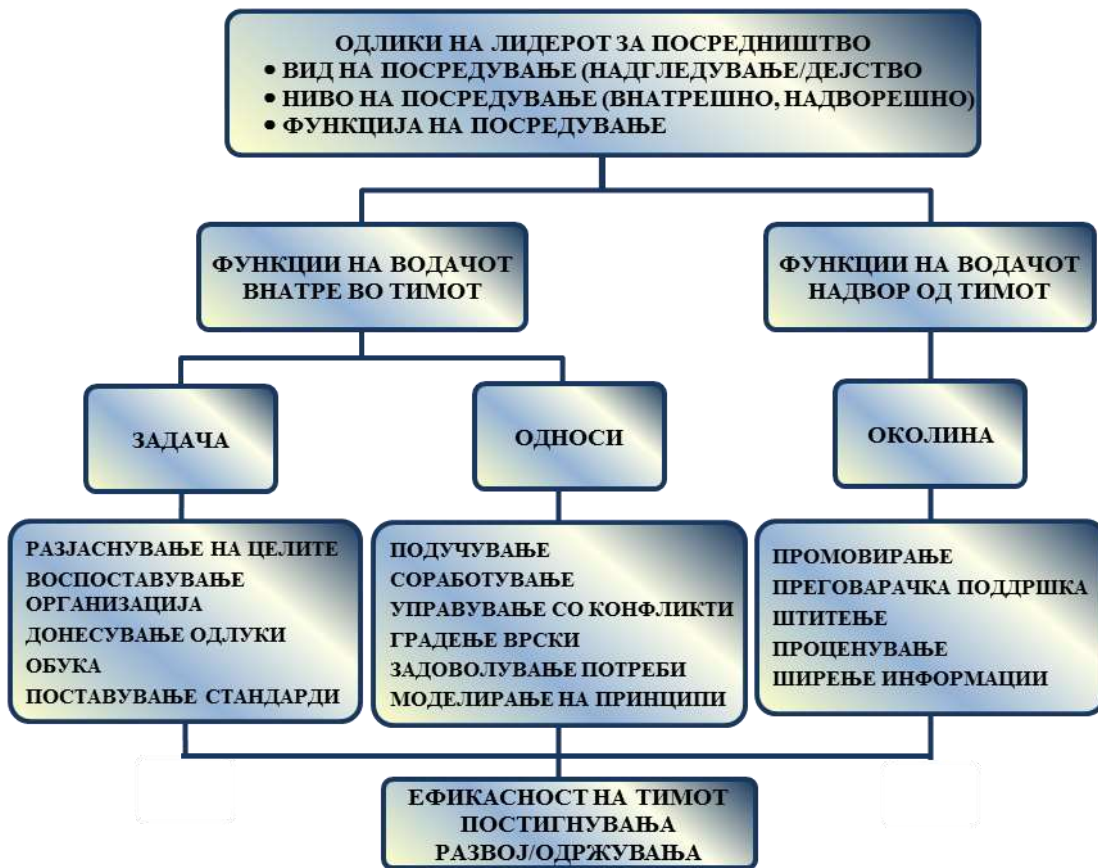 ОДЛИКИ НА ЛИДЕРОТ ЗА ПОСРЕДНИШТВО
• ВИД НА ПОСРЕДУВАЊЕ (НАДГЛЕДУВАЊЕ/ДЕЈСТВО
• НИВО НА ПОСРЕДУВАЊЕ (ВНАТРЕШНО, НАДВОРЕШНО)
• ФУНКЦИЈА НА ПОСРЕДУВАЊЕ
ФУНКЦИИ НА ВОДАЧОТ
ВНАТРЕ ВО ТИМОТ
ФУНКЦИИ НА ВОДАЧОТ
НАДВОР ОД ТИМОТ
ЗАДАЧА
ОДНОСИ
ОКОЛИНА
РАЗЈАСНУВАЊЕ НА ЦЕЛИТЕ
ВОСПОСТАВУВАЊЕ
ОРГАНИЗАЦИЈА
ДОНЕСУВАЊЕ ОДЛУКИ
ОБУКА
ПОСТАВУВАЊЕ СТАНДАРДИ
ПОДУЧУВАЊЕ
СОРАБОТУВАЊЕ
УПРАВУВАЊЕ СО КОНФЛИКТИ
ГРАДЕЊЕ ВРСКИ
ЗАДОВОЛУВАЊЕ ПОТРЕБИ
МОДЕЛИРАЊЕ НА ПРИНЦИПИ
ПРОМОВИРАЊЕ
ПРЕГОВАРАЧКА ПОДДРШКА
ШТИТЕЊЕ
ПРОЦЕНУВАЊЕ
ШИРЕЊЕ ИНФОРМАЦИИ
ЕФИКАСНОСТ НА ТИМОТ
ПОСТИГНУВАЊА
РАЗВОЈ/ОДРЖУВАЊА